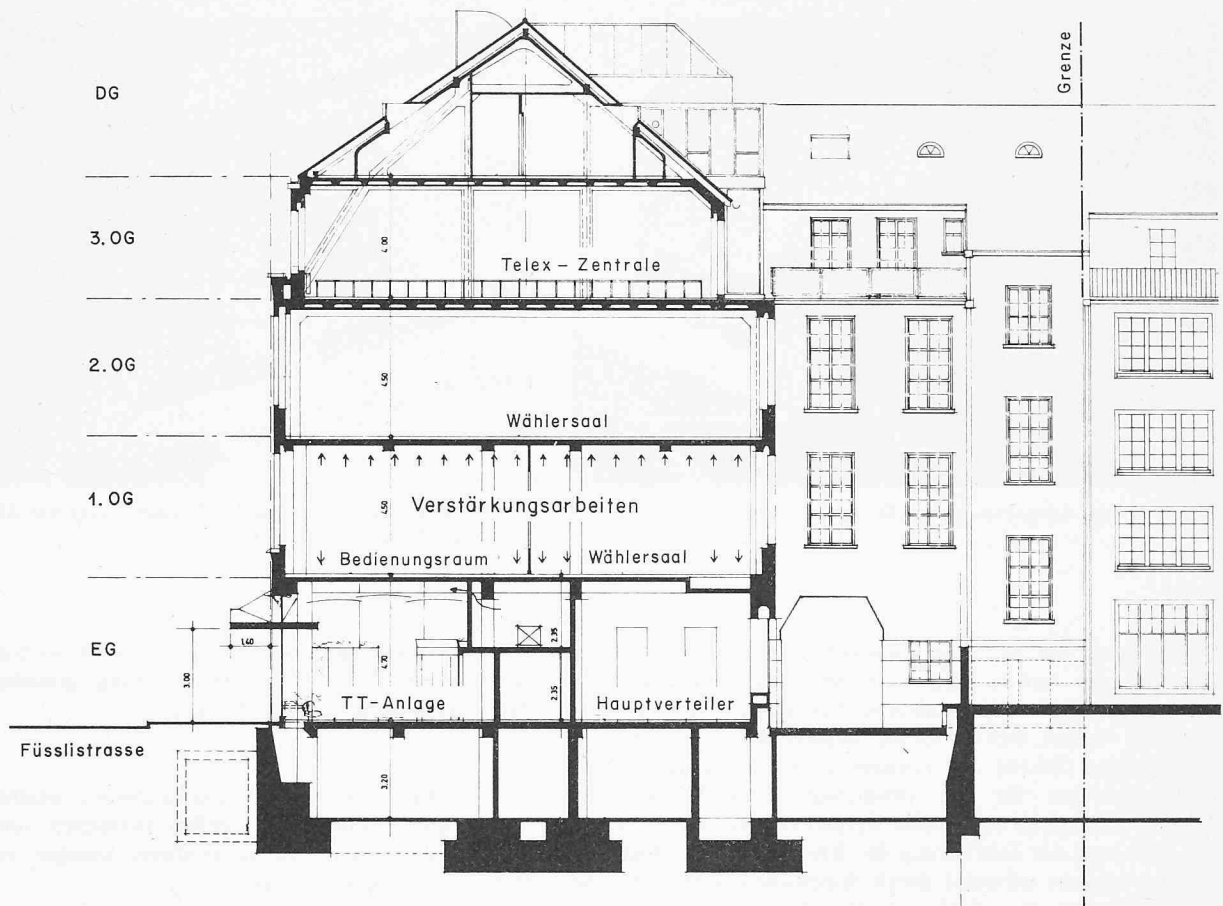 Grenze
DG
3. OG
4.00
Telex – Zentrale
2. OG
4.50
Wählersaal
1. OG
4.50
Verstärkungsarbeiten
Bedienungsraum
Wählersaal
EG
1.40
3.00
4.70
2.35
2.35
TT-Anlage
Hauptverteiler
Füsslistrasse
3.20